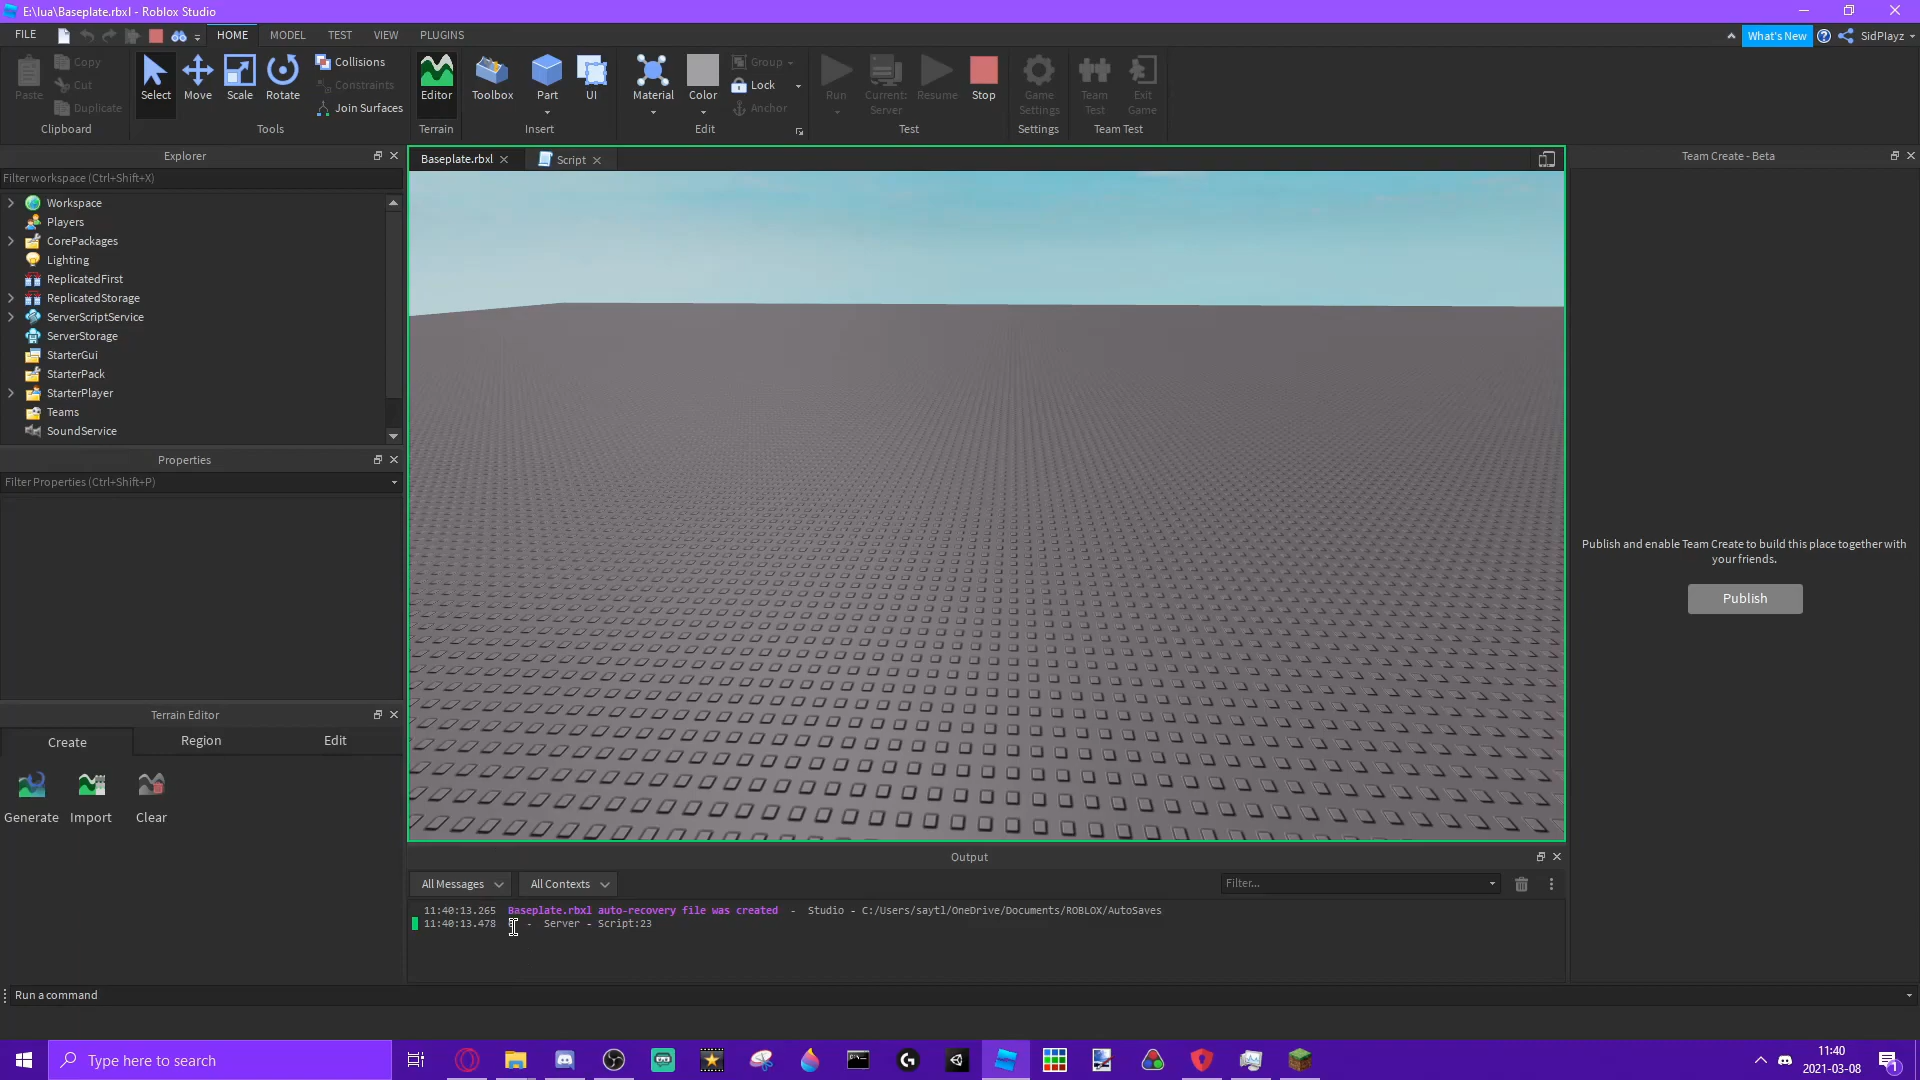 E:\lua\Baseplate.rbxl - Roblox Studio
FILE HOME MODEL TEST VIEW PLUGINS What's New SidPlayz
Paste Copy Cut Duplicate
Clipboard
Select Move Scale Rotate Collisions Constraints Join Surfaces
Tools
Editor
Terrain
Toolbox Part UI
Insert
Material Color Group Lock Anchor
Edit
Run Current: Server Resume Stop
Test
Game Settings
Settings
Team Test Exit Game
Team Test
Explorer
Filter workspace (Ctrl+Shift+X)
Workspace
Players
CorePackages
Lighting
ReplicatedFirst
ReplicatedStorage
ServerScriptService
ServerStorage
StarterGui
StarterPack
StarterPlayer
Teams
SoundService
Properties
Filter Properties (Ctrl+Shift+P)
Terrain Editor
Create Region Edit
Generate Import Clear
Baseplate.rbxl Script
Team Create - Beta
Publish and enable Team Create to build this place together with
your friends.
Publish
Output
All Messages All Contexts Filter...
11:40:13.265 Baseplate.rbxl auto-recovery file was created - Studio - C:/Users/saytl/OneDrive/Documents/ROBLOX/AutoSaves
11:40:13.478 - Server - Script:23
Run a command
Type here to search
11:40
2021-03-08
1